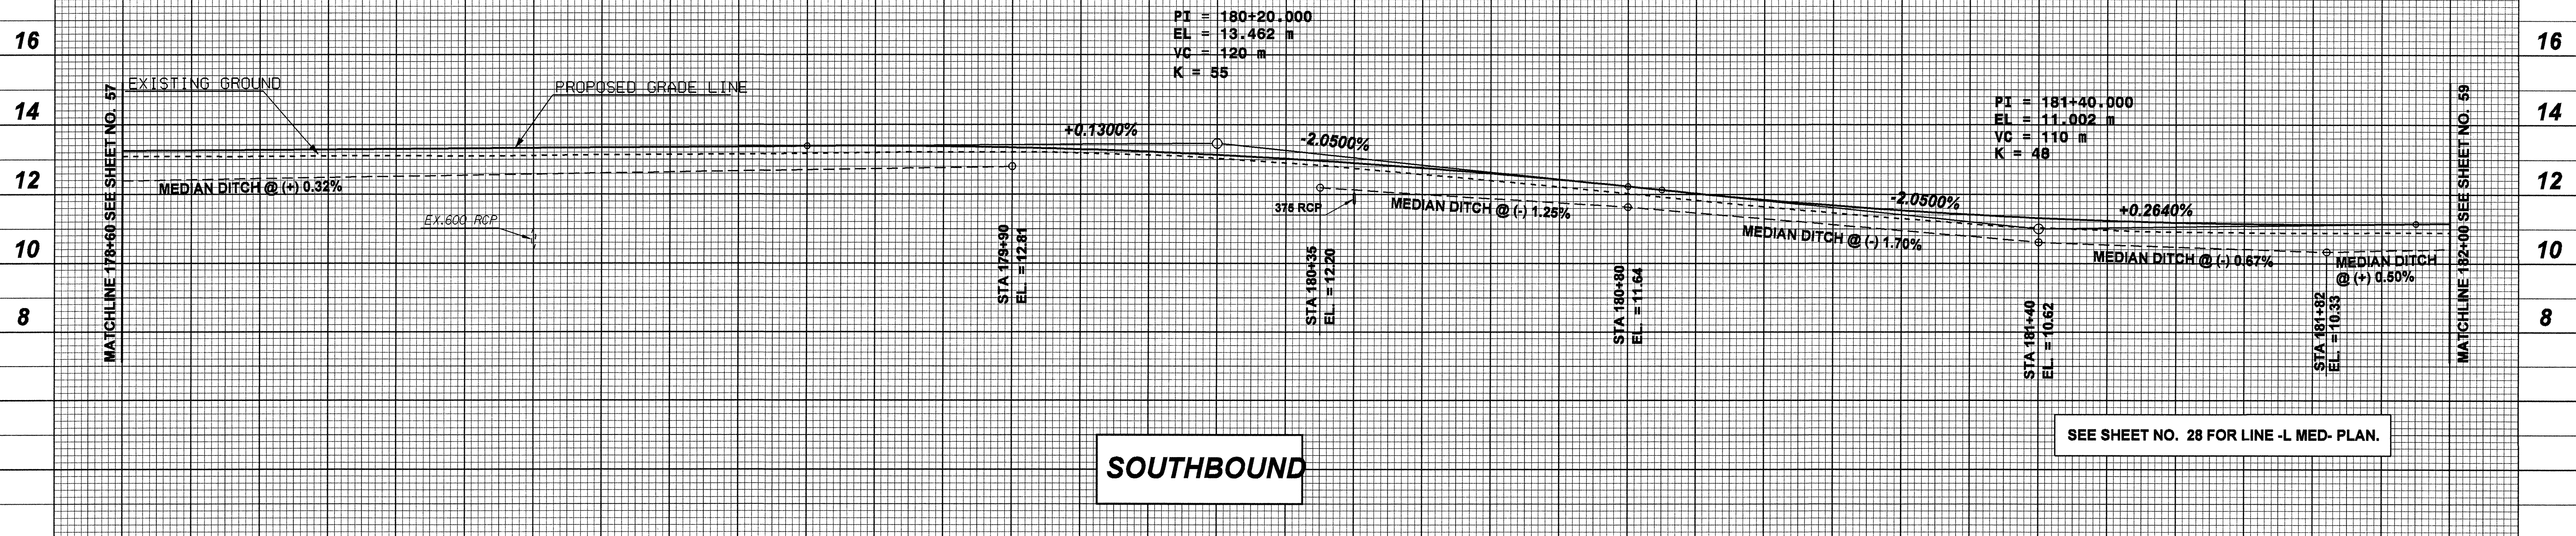 PI = 180+20.000
EL = 13.462 m
VC = 120 m
K = 55
16
16
EXISTING GROUND
PROPOSED GRADE LINE
14
14
PI = 181+40.000
EL = 11.002 m
VC = 110 m
K = 48
+0.1300%
-2.0500%
12
12
MEDIAN DITCH @ (+) 0.32%
EX.600 RCP
375 RCP
MEDIAN DITCH @ (-) 1.25%
-2.0500%
+0.2640%
MEDIAN DITCH @ (-) 1.70%
MEDIAN DITCH @ (-) 0.67%
MEDIAN DITCH
@ (+) 0.50%
10
10
MATCHLINE 178+60 SEE SHEET NO. 57
STA 179+90
EL. = 12.81
STA 180+35
EL. = 12.20
STA 180+80
EL. = 11.64
STA 181+40
EL. = 10.62
STA 181+82
EL. = 10.33
MATCHLINE 182+00 SEE SHEET NO. 59
8
8
SEE SHEET NO. 28 FOR LINE -L MED- PLAN.
SOUTHBOUND